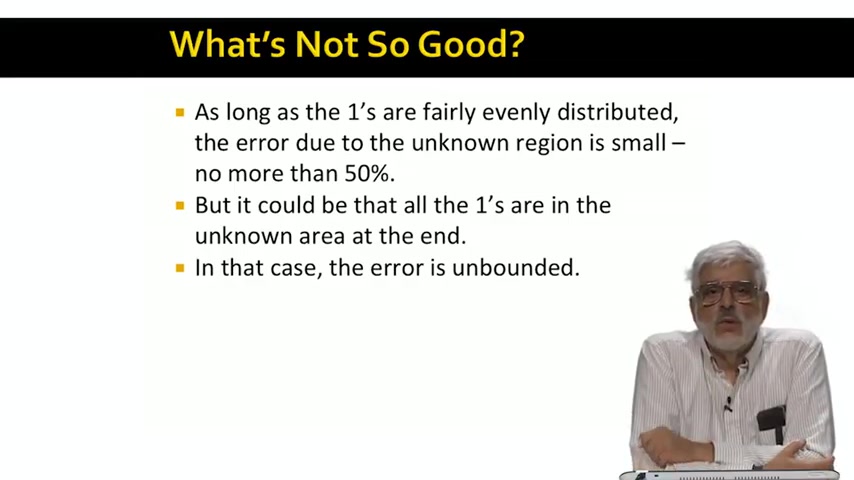 What's Not So Good?
▪ As long as the 1's are fairly evenly distributed,
the error due to the unknown region is small –
no more than 50%.
▪ But it could be that all the 1's are in the
unknown area at the end.
▪ In that case, the error is unbounded.